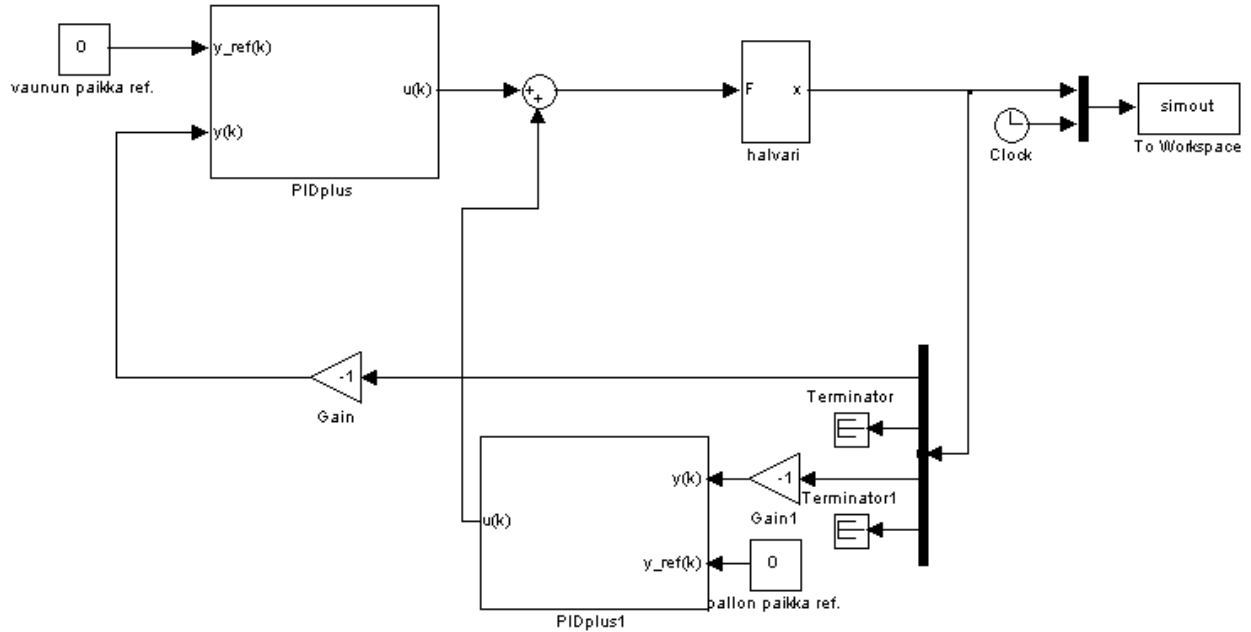 0
y_ref(k)
vaunun paikka ref.
u(k)
y(k)
PIDplus
+
+
F
x
halvari
Clock
simout
To Workspace
-1
Gain
Terminator
y(k)
-1
Terminator1
Gain1
u(k)
y_ref(k)
0
pallon paikka ref.
PIDplus1